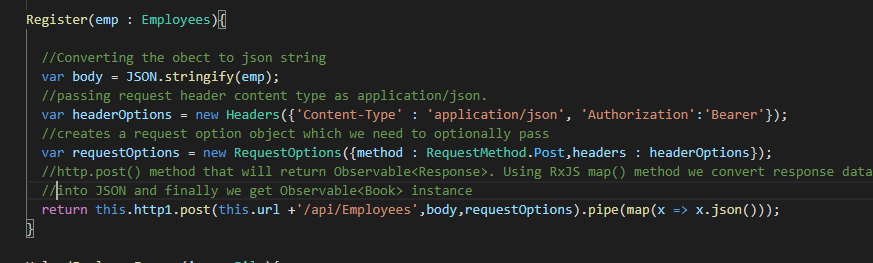 Register(emp : Employees){
//Converting the obect to json string
var body = JSON.stringify(emp);
//passing request header content type as application/json.
var headerOptions = new Headers({'Content-Type' : 'application/json', 'Authorization':'Bearer'});
//creates a request option object which we need to optionally pass
var requestOptions = new RequestOptions({method : RequestMethod.Post,headers : headerOptions});
//http.post() method that will return Observable<Response>. Using RxJS map() method we convert response data
//into JSON and finally we get Observable<Book> instance
return this.http1.post(this.url +'/api/Employees',body,requestOptions).pipe(map(x => x.json()));
}